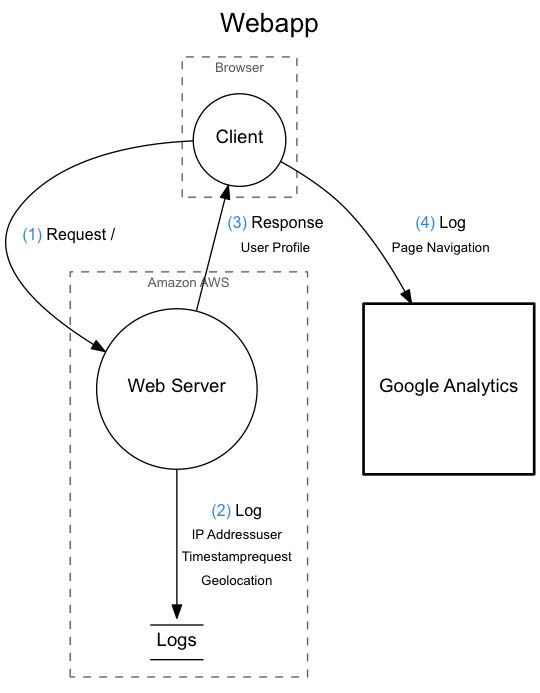 Webapp
Browser
Client
(1) Request /
(3) Response
User Profile
(4) Log
Page Navigation
Amazon AWS
Web Server
Google Analytics
(2) Log
IP Addressuser
Timestamprequest
Geolocation
Logs